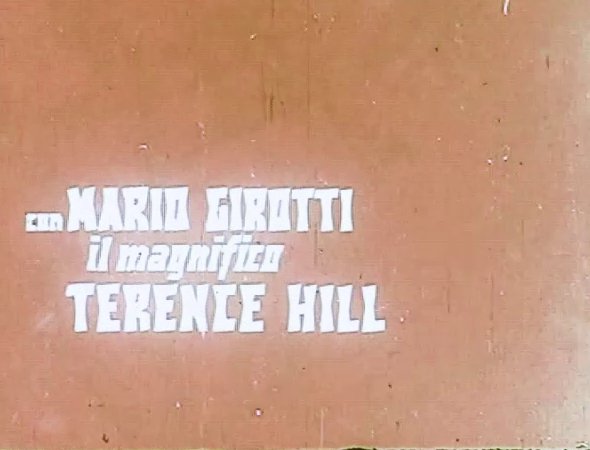 con MARIO GIROTTI
il magnifico
TERENCE HILL